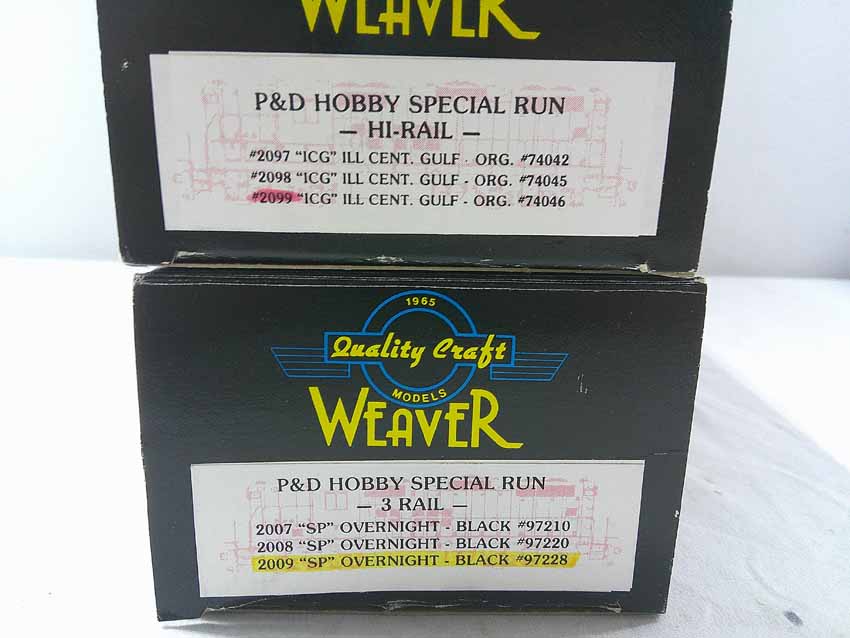 WEAVER
P&D HOBBY SPECIAL RUN
— HI-RAIL —
#2097 "ICG" ILL CENT. GULF - ORG. #74042
#2098 "ICG" ILL CENT. GULF - ORG. #74045
#2099 "ICG" ILL CENT. GULF - ORG. #74046
1965
Quality Craft
MODELS
WEAVER
P&D HOBBY SPECIAL RUN
— 3 RAIL —
2007 "SP" OVERNIGHT - BLACK #97210
2008 "SP" OVERNIGHT - BLACK #97220
2009 "SP" OVERNIGHT - BLACK #97228